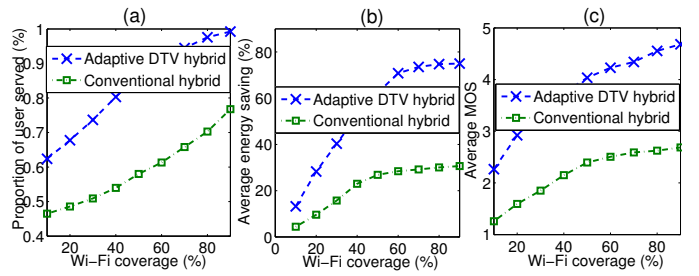 (a)
1
0.9
0.8
0.7
0.6
0.5
0.4
20 40 60 80
Wi−Fi coverage (%)
Proportion of user served (%)
Adaptive DTV hybrid
Conventional hybrid
(b)
80
60
40
20
0
0 20 40 60 80
Wi−Fi coverage (%)
Average energy saving (%)
Adaptive DTV hybrid
Conventional hybrid
(c)
5
4
3
2
1
20 40 60 80
Wi−Fi coverage (%)
Average MOS
Adaptive DTV hybrid
Conventional hybrid